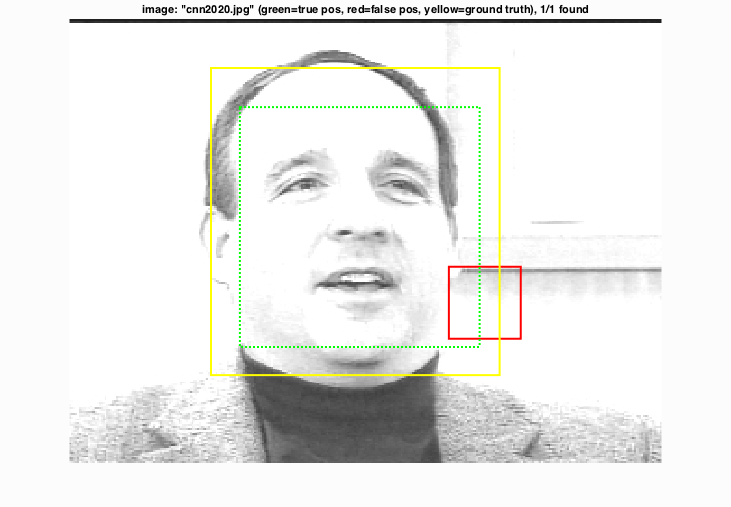 image: "cnn2020.jpg" (green=true pos, red=false pos, yellow=ground truth), 1/1 found